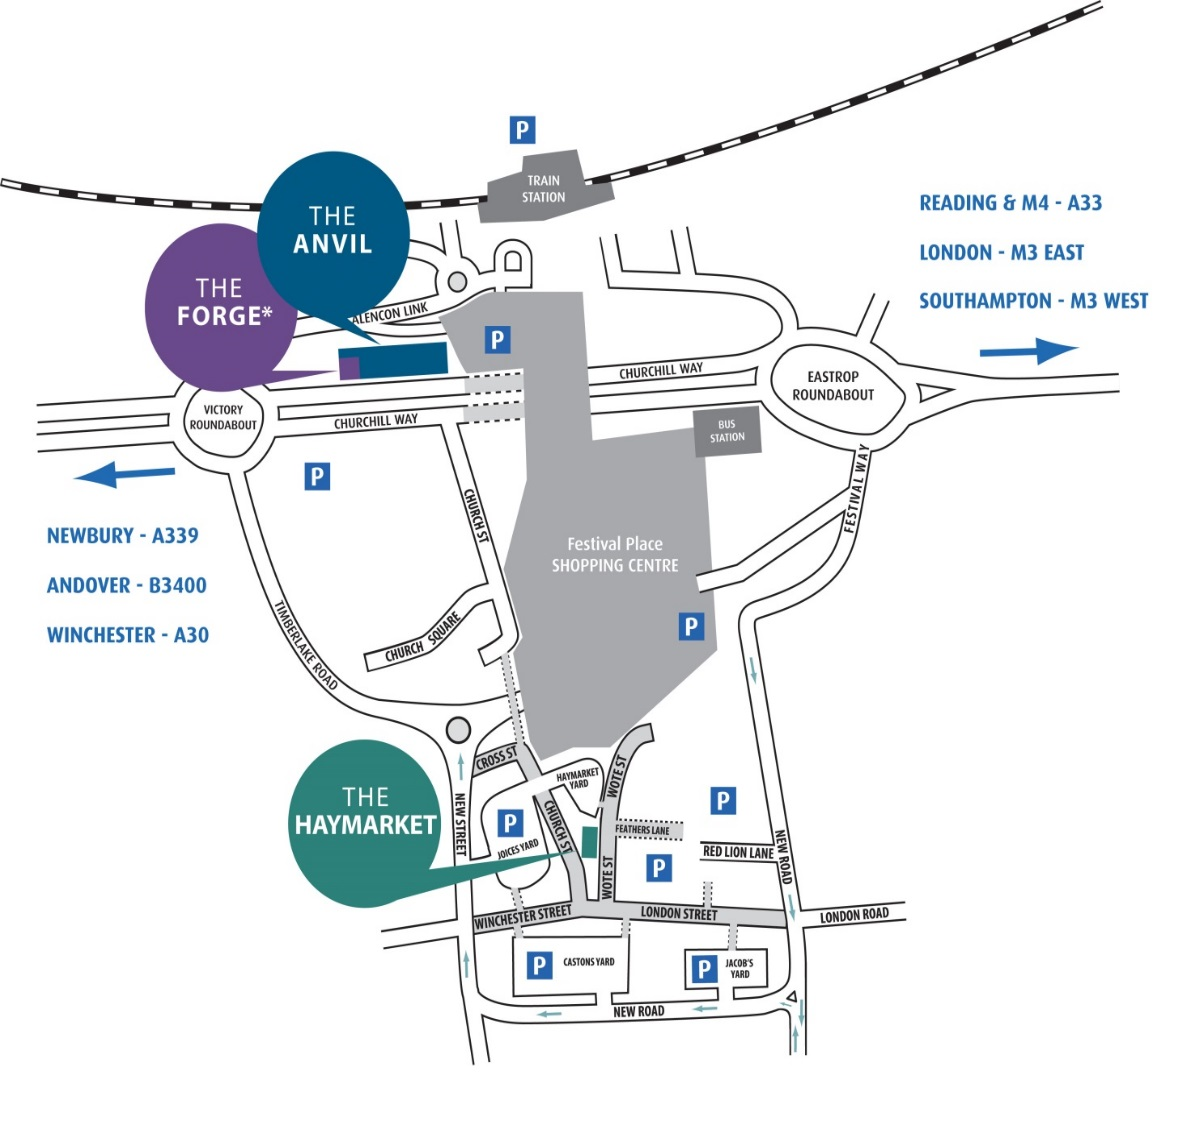 P
TRAIN
STATION
THE
ANVIL
THE
FORGE*
READING & M4 - A33
LONDON - M3 EAST
SOUTHAMPTON - M3 WEST
ALENCON LINK
P
CHURCHILL WAY
EASTROP
ROUNDABOUT
VICTORY
ROUNDABOUT
CHURCHILL WAY
BUS
STATION
P
NEWBURY - A339
ANDOVER - B3400
WINCHESTER - A30
CHURCH ST
FESTIVAL WAY
Festival Place
SHOPPING CENTRE
P
TIMBERLAKE ROAD
CHURCH SQUARE
CROSS ST
HAYMARKET
YARD
WOTE ST
THE
HAYMARKET
NEW STREET
P
JOICES YARD
CHURCH ST
FEATHERS LANE
P
RED LION LANE
NEW ROAD
P
WOTE ST
WINCHESTER STREET
LONDON STREET
LONDON ROAD
P
CASTONS YARD
P
JACOB'S
YARD
NEW ROAD